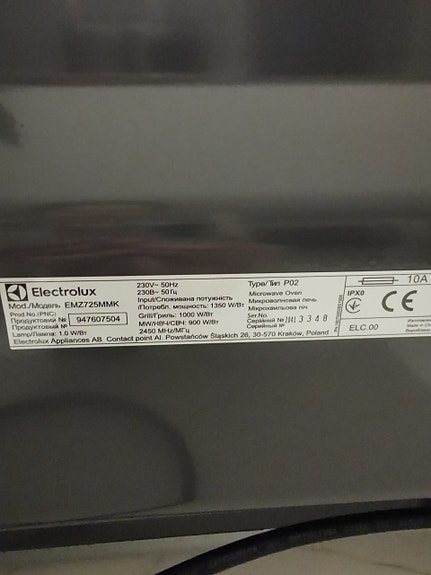 Electrolux
Mod./Модель EMZ725MMK
Prod.No.(PNC)
Продуктовий № 947607504
Продуктовый №
Lamp/Лампа: 1.0 W/Вт
Electrolux Appliances AB Contact point Al. Powstańców Śląskich 26, 30-570 Kraków, Poland
230V~ 50Hz
230В~ 50Гц
Input/Споживана потужність
/Потребл. мощность: 1350 W/Вт
Grill/Гриль: 1000 W/Вт
MW/НВЧ/СВЧ: 900 W/Вт
2450 MHz/МГц
Type/Тип P02
Microwave Oven
Микроволновая печь
Мікрохвильова піч
Ser.No.
Серійний №
Серийный № 3348
10A
IPX0
CE
ELC.00
Made in